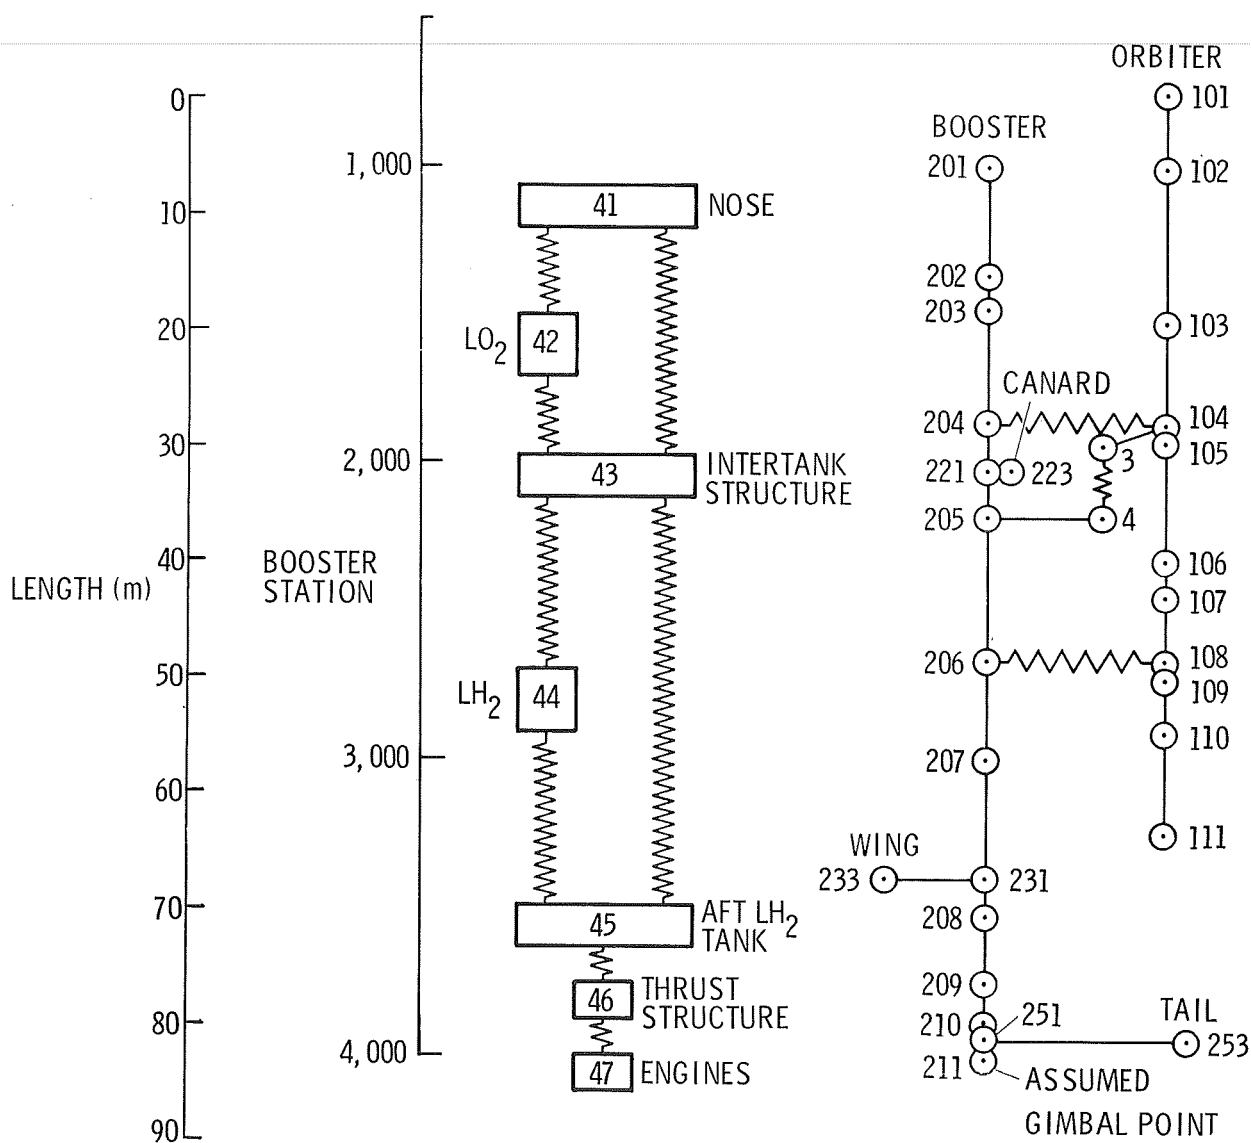 ORBITER
0
101
BOOSTER
1,000
201
102
41
NOSE
10
202
203
20
LO2
42
103
CANARD
204
104
30
2,000
43
INTERTANK
STRUCTURE
221
223
3
105
205
4
40
BOOSTER
STATION
106
LENGTH (m)
107
50
LH2
44
206
108
109
3,000
207
110
60
WING
111
233
231
70
45
AFT LH2
TANK
208
209
46
THRUST
STRUCTURE
80
210
251
TAIL
253
4,000
47
ENGINES
211
ASSUMED
GIMBAL POINT
90